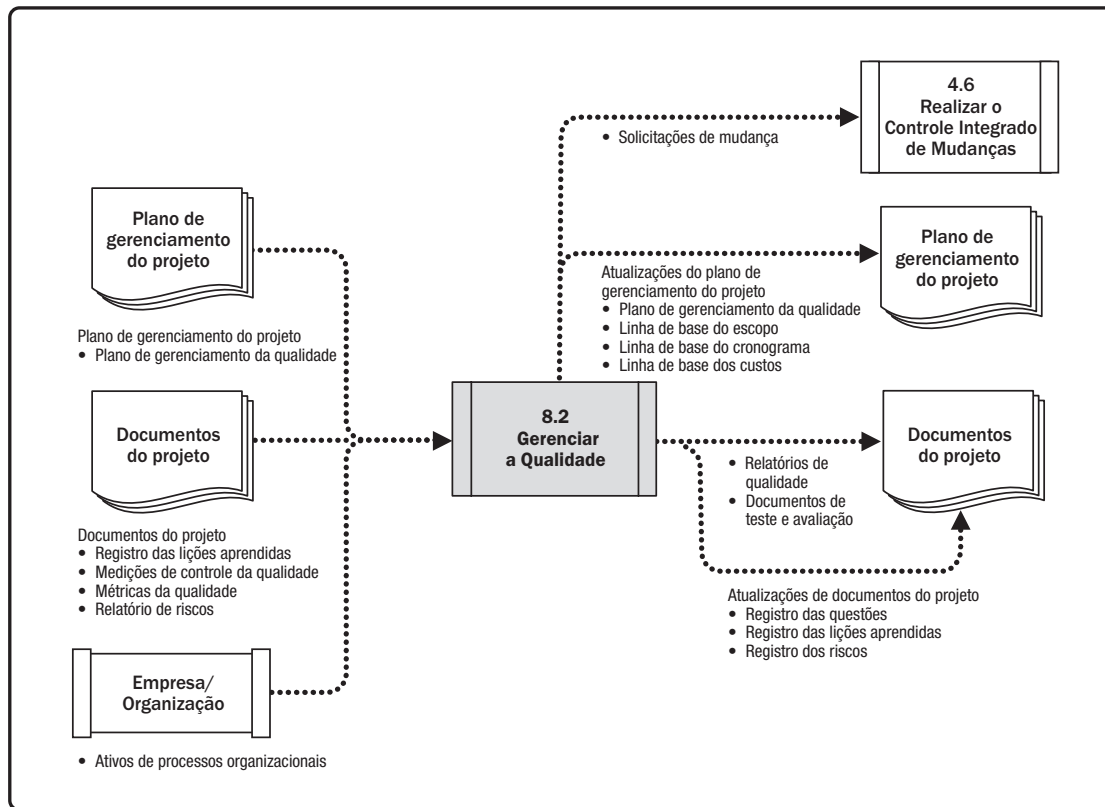 Plano de
gerenciamento
do projeto
Plano de gerenciamento do projeto
• Plano de gerenciamento da qualidade
Documentos
do projeto
Documentos do projeto
• Registro das lições aprendidas
• Medições de controle da qualidade
• Métricas da qualidade
• Relatório de riscos
Empresa/
Organização
• Ativos de processos organizacionais
8.2
Gerenciar
a Qualidade
• Solicitações de mudança
4.6
Realizar o
Controle Integrado
de Mudanças
Atualizações do plano de
gerenciamento do projeto
• Plano de gerenciamento da qualidade
• Linha de base do escopo
• Linha de base do cronograma
• Linha de base dos custos
Plano de
gerenciamento
do projeto
• Relatórios de
qualidade
• Documentos de
teste e avaliação
Documentos
do projeto
Atualizações de documentos do projeto
• Registro das questões
• Registro das lições aprendidas
• Registro dos riscos